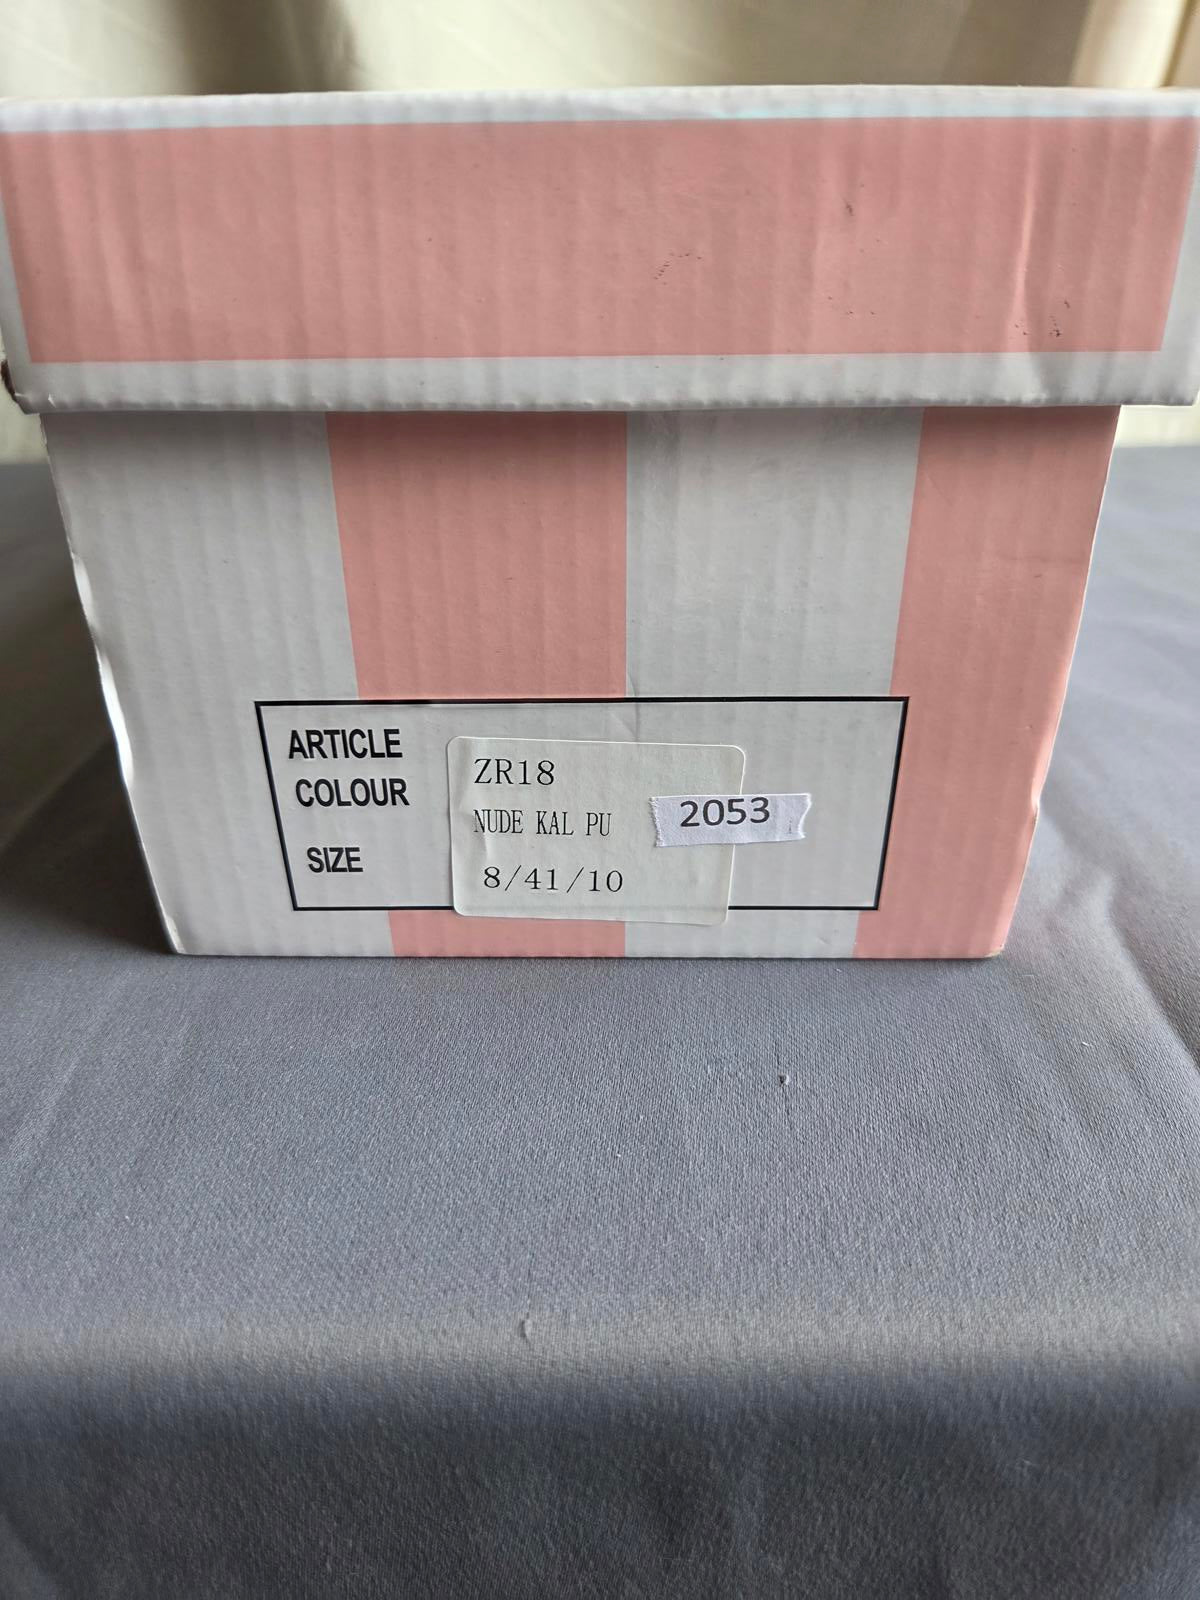 ARTICLE ZR18
COLOUR NUDE KAL PU 2053
SIZE 8/41/10